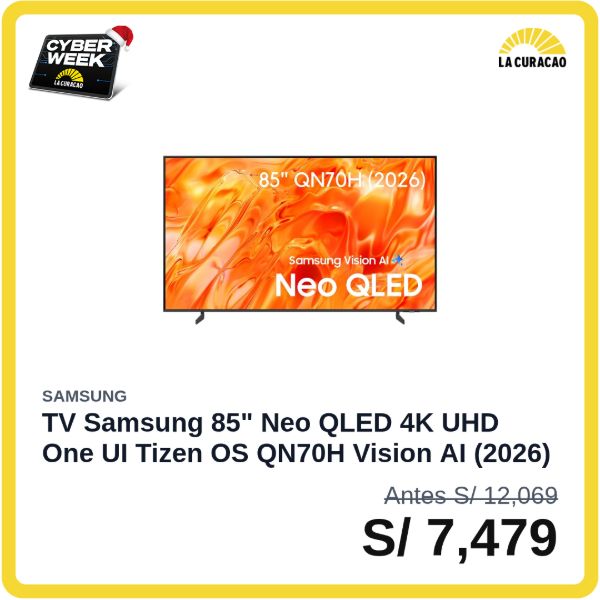 CYBER
WEEK
LA CURACAO
LA CURACAO
85" QN70H (2026)
Samsung Vision AI
Neo QLED
SAMSUNG
TV Samsung 85" Neo QLED 4K UHD
One UI Tizen OS QN70H Vision AI (2026)
Antes S/ 12,069
S/ 7,479